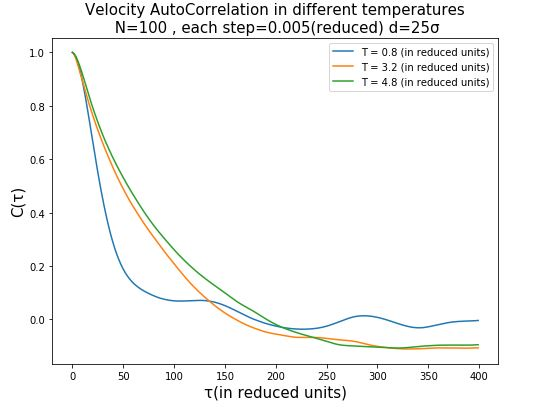 Velocity AutoCorrelation in different temperatures
N=100 , each step=0.005(reduced) d=25σ
T = 0.8 (in reduced units)
T = 3.2 (in reduced units)
T = 4.8 (in reduced units)
C(τ)
1.0
0.8
0.6
0.4
0.2
0.0
0 50 100 150 200 250 300 350 400
τ(in reduced units)